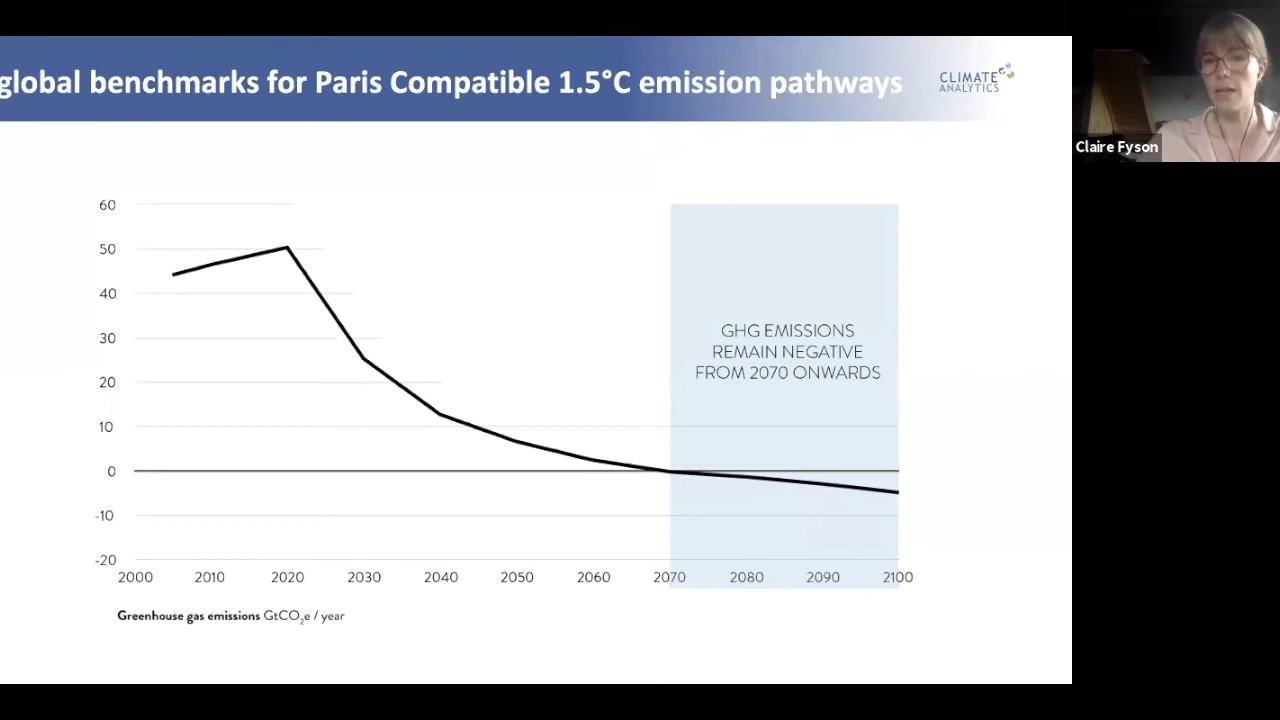 global benchmarks for Paris Compatible 1.5°C emission pathways
CLIMATE
ANALYTICS
Claire Fyson
60
50
40
30
20
10
0
-10
-20
GHG EMISSIONS
REMAIN NEGATIVE
FROM 2070 ONWARDS
2000 2010 2020 2030 2040 2050 2060 2070 2080 2090 2100
Greenhouse gas emissions GtCO₂e / year